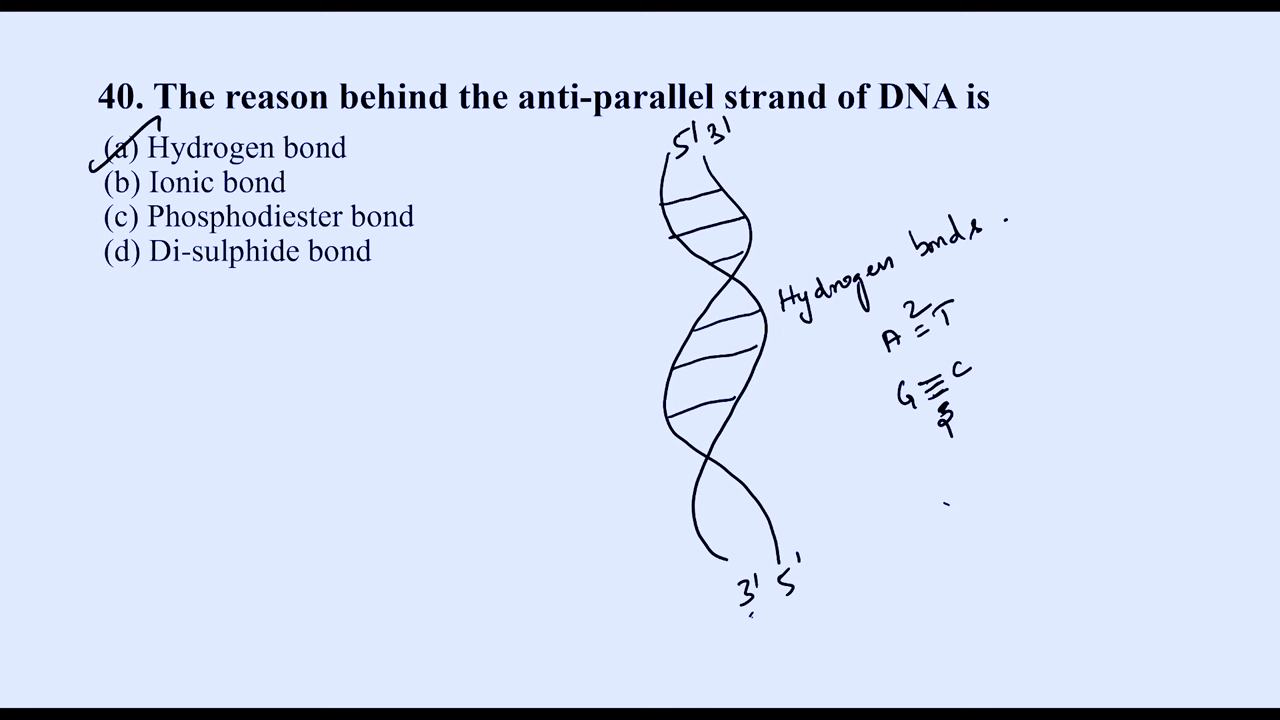 40. The reason behind the anti-parallel strand of DNA is
(a) Hydrogen bond
(b) Ionic bond
(c) Phosphodiester bond
(d) Di-sulphide bond
5' 3'
Hydrogen bonds.
2
A = T
G ≡ C
3
3' 5'